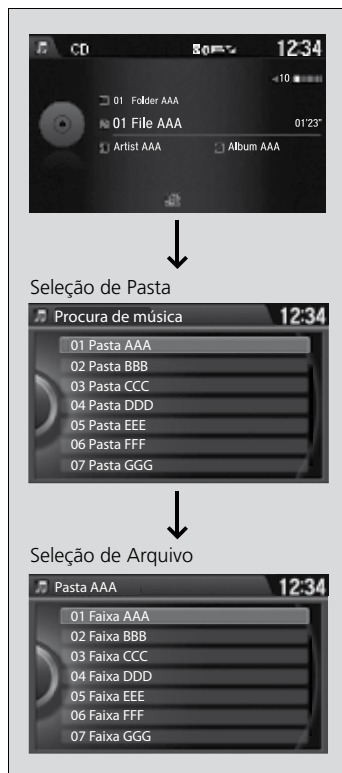 CD 12:34
10
01 Folder AAA
01 File AAA 01'23"
Artist AAA Album AAA
Seleção de Pasta
Procura de música 12:34
01 Pasta AAA
02 Pasta BBB
03 Pasta CCC
04 Pasta DDD
05 Pasta EEE
06 Pasta FFF
07 Pasta GGG
Seleção de Arquivo
Pasta AAA 12:34
01 Faixa AAA
02 Faixa BBB
03 Faixa CCC
04 Faixa DDD
05 Faixa EEE
06 Faixa FFF
07 Faixa GGG